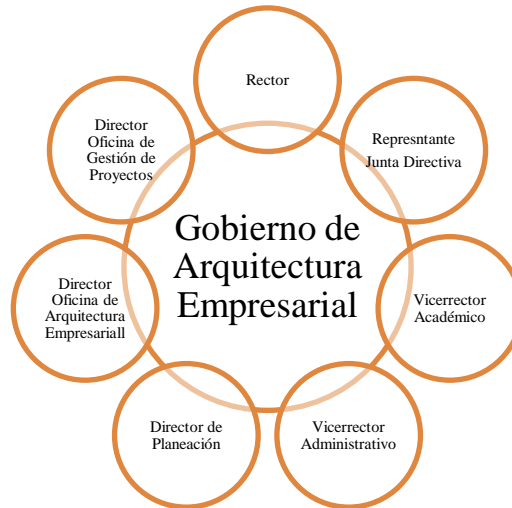 Rector
Represntante
Junta Directiva
Vicerrector
Académico
Vicerrector
Administrativo
Director de
Planeación
Director
Oficina de
Arquitectura
Empresariall
Director
Oficina de
Gestión de
Proyectos
Gobierno de
Arquitectura
Empresarial